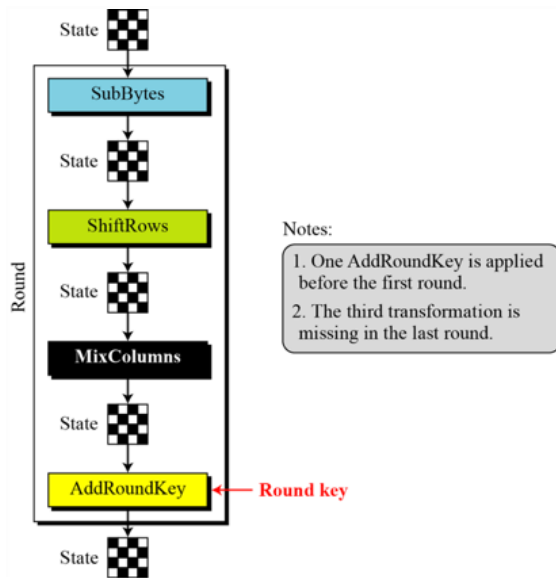 State
SubBytes
State
ShiftRows
State
MixColumns
State
AddRoundKey
Round key
State
Round
Notes:
1. One AddRoundKey is applied
before the first round.
2. The third transformation is
missing in the last round.